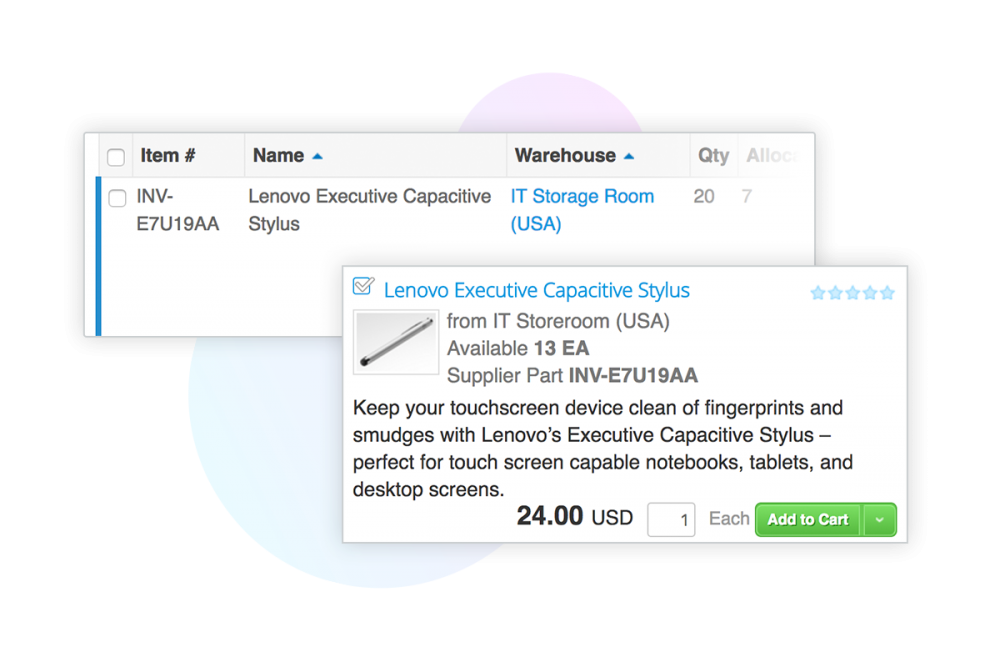 Item # Name Warehouse Qty Alloc
INV- Lenovo Executive Capacitive IT Storage Room 20 7
E7U19AA Stylus (USA)
Lenovo Executive Capacitive Stylus
from IT Storeroom (USA)
Available 13 EA
Supplier Part INV-E7U19AA
Keep your touchscreen device clean of fingerprints and
smudges with Lenovo’s Executive Capacitive Stylus –
perfect for touch screen capable notebooks, tablets, and
desktop screens.
24.00 USD 1 Each Add to Cart